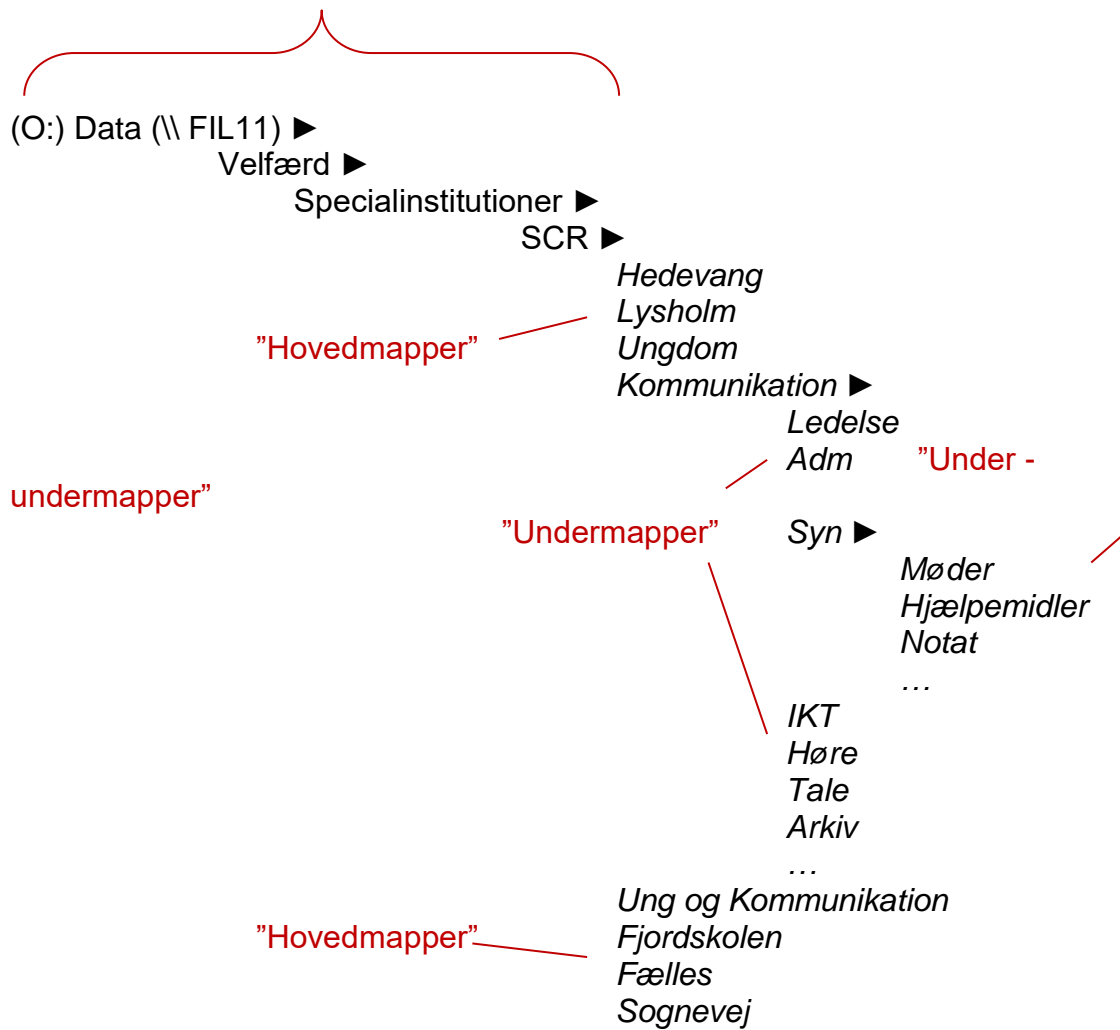 (O:) Data (\\ FIL11) ►
Velfærd ►
Specialinstitutioner ►
SCR ►
Hedevang
Lysholm
”Hovedmapper” Ungdom
Kommunikation ►
Ledelse
Adm ”Under -
undermapper”
”Undermapper” Syn ►
Møder
Hjælpemidler
Notat
…
IKT
Høre
Tale
Arkiv
…
Ung og Kommunikation
”Hovedmapper” Fjordskolen
Fælles
Sognevej